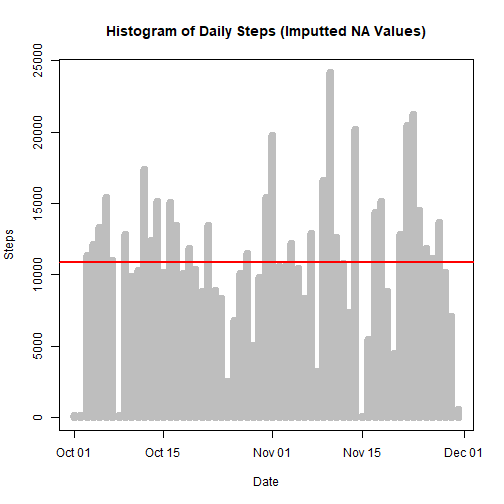 Histogram of Daily Steps (Imputted NA Values)
Steps
25000
20000
15000
10000
5000
0
Oct 01
Oct 15
Nov 01
Nov 15
Dec 01
Date